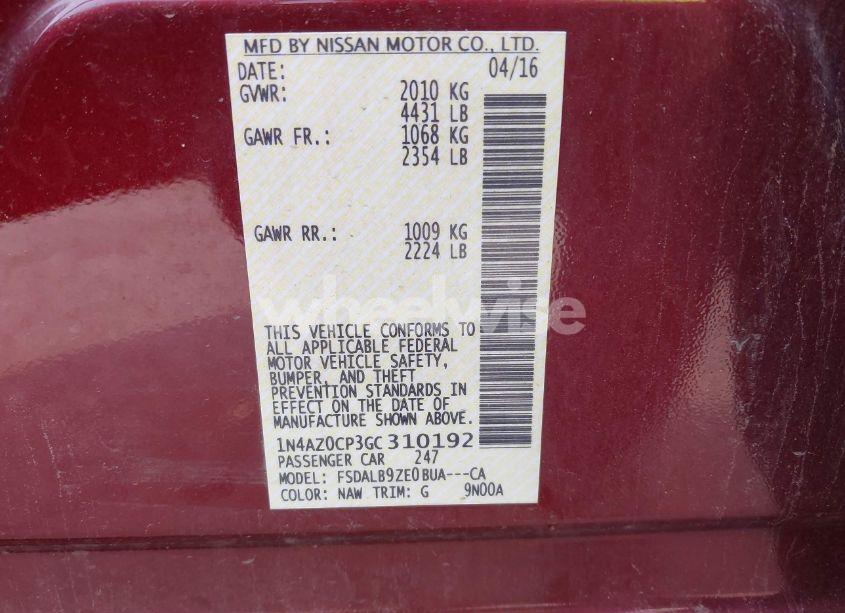 MFD BY NISSAN MOTOR CO., LTD.
DATE: 04/16
GVWR: 2010 KG
4431 LB
GAWR FR.: 1068 KG
2354 LB
GAWR RR.: 1009 KG
2224 LB
wheelwise
THIS VEHICLE CONFORMS TO
ALL APPLICABLE FEDERAL
MOTOR VEHICLE SAFETY,
BUMPER, AND THEFT
PREVENTION STANDARDS IN
EFFECT ON THE DATE OF
MANUFACTURE SHOWN ABOVE.
1N4AZ0CP3GC 310192
PASSENGER CAR 247
MODEL: FSDALB9ZE0BUA---CA
COLOR: NAW TRIM: G 9N00A